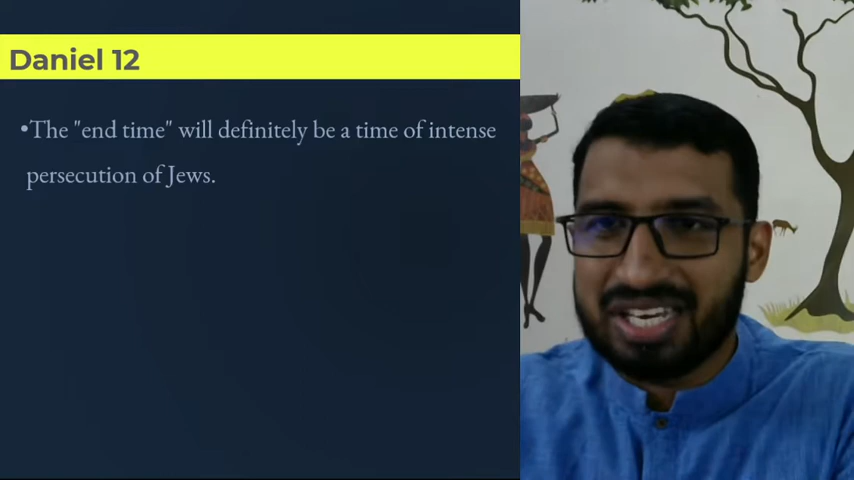 Daniel 12
•The "end time" will definitely be a time of intense
persecution of Jews.